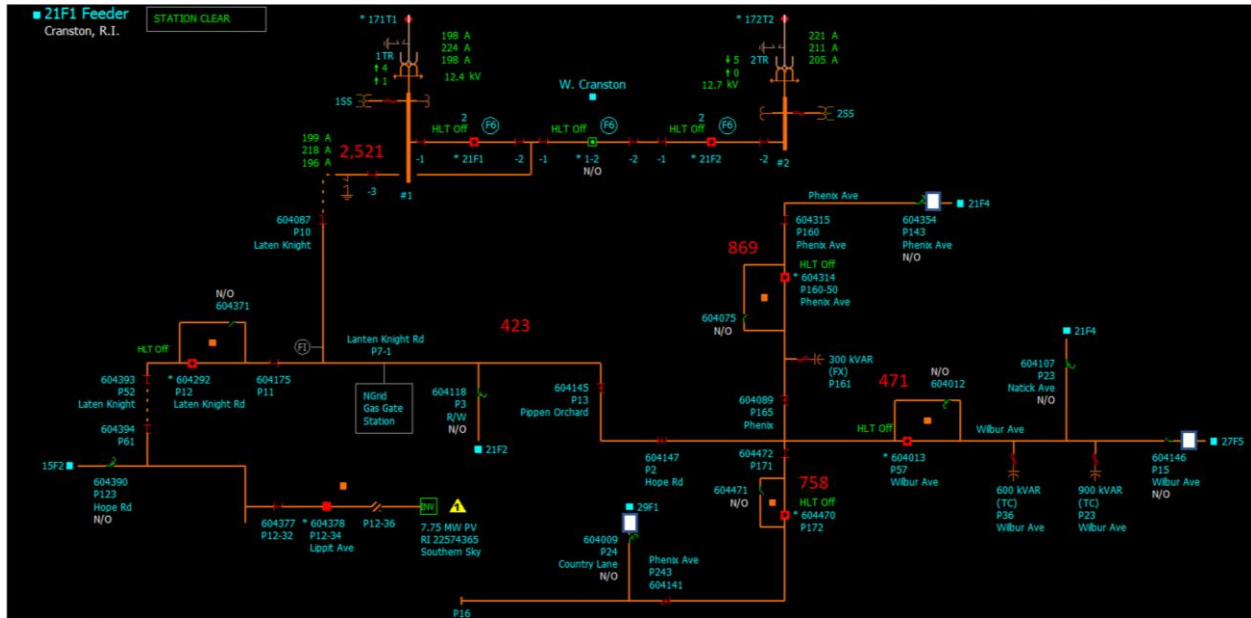 21F1 Feeder
Cranston, R.I.
STATION CLEAR
* 171T1
198 A
224 A
198 A
1TR
↑ 4
↑ 1
12.4 kV
* 172T2
221 A
211 A
205 A
2TR
↓ 5
↑ 0
12.7 kV
W. Cranston
1SS
2SS
2
HLT Off
F6
HLT Off
F6
2
HLT Off
F6
-1
* 21F1
-2
-1
* 1-2
N/O
-2
-1
* 21F2
-2
#2
199 A
218 A
196 A
2,521
-3
#1
604087
P10
Laten Knight
Phenix Ave
604315
P160
Phenix Ave
604354
P143
Phenix Ave
N/O
21F4
869
HLT Off
* 604314
P160-50
Phenix Ave
604075
N/O
N/O
604371
HLT Off
FI
Lanten Knight Rd
P7-1
423
300 kVAR
(FX)
P161
21F4
604107
P23
Natick Ave
N/O
604393
P52
Laten Knight
* 604292
P12
Laten Knight Rd
604175
P11
NGrid
Gas Gate
Station
604118
P3
R/W
N/O
21F2
604145
P13
Pippen Orchard
604089
P165
Phenix
471
N/O
604012
HLT Off
Wilbur Ave
27F5
604394
P61
15F2
604390
P123
Hope Rd
N/O
604147
P2
Hope Rd
604472
P171
* 604013
P57
Wilbur Ave
604146
P15
Wilbur Ave
N/O
604471
N/O
758
HLT Off
* 604470
P172
600 kVAR
(TC)
P36
Wilbur Ave
900 kVAR
(TC)
P23
Wilbur Ave
604377
P12-32
* 604378
P12-34
Lippit Ave
P12-36
INV
1
7.75 MW PV
RI 22574365
Southern Sky
29F1
604009
P24
Country Lane
N/O
Phenix Ave
P243
604141
P16